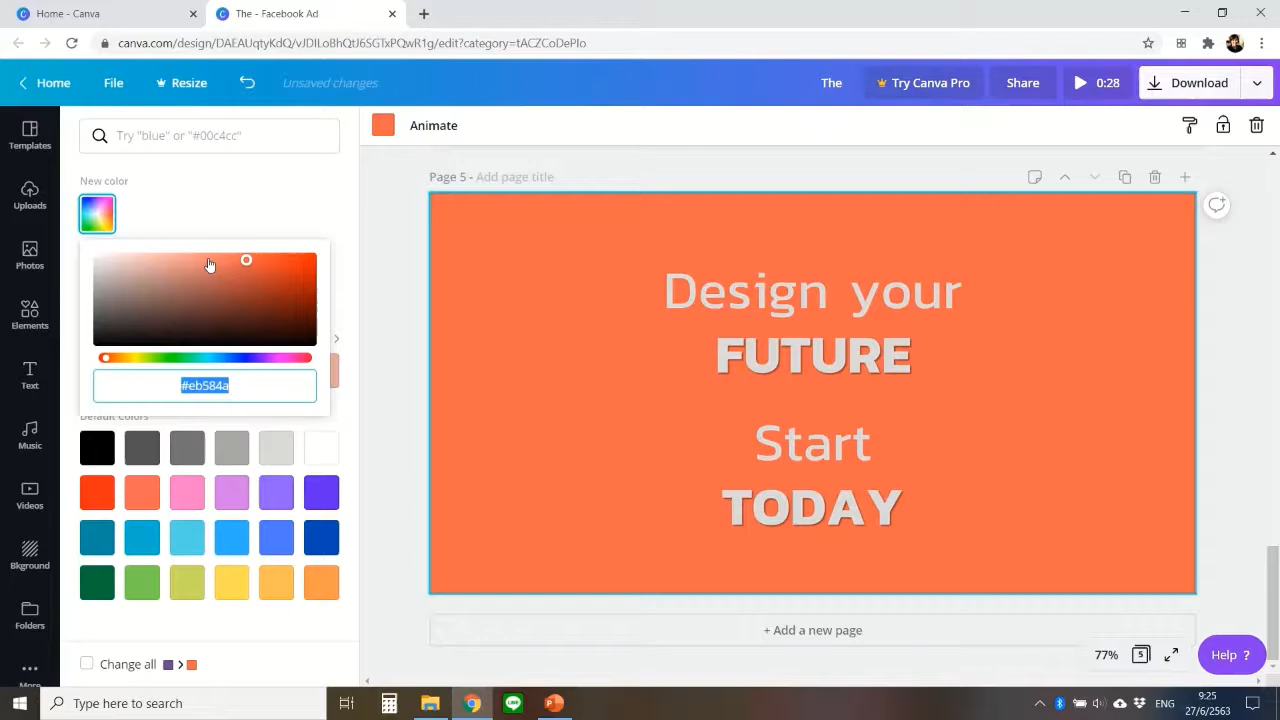 Home - Canva
The - Facebook Ad
canva.com/design/DAEAUqtyKdQ/vJDILoBhQtJ6SGTxPQwR1g/edit?category=tACZCoDePlo
Home
File
Resize
Unsaved changes
The
Try Canva Pro
Share
0:28
Download
Templates
Uploads
Photos
Elements
Text
Music
Videos
Bkground
Folders
More
Try "blue" or "#00c4cc"
New color
#eb584a
Default Colors
Change all
Animate
Page 5 - Add page title
Design your
FUTURE
Start
TODAY
+ Add a new page
77%
5
Help ?
Type here to search
ENG
9:25
27/6/2563